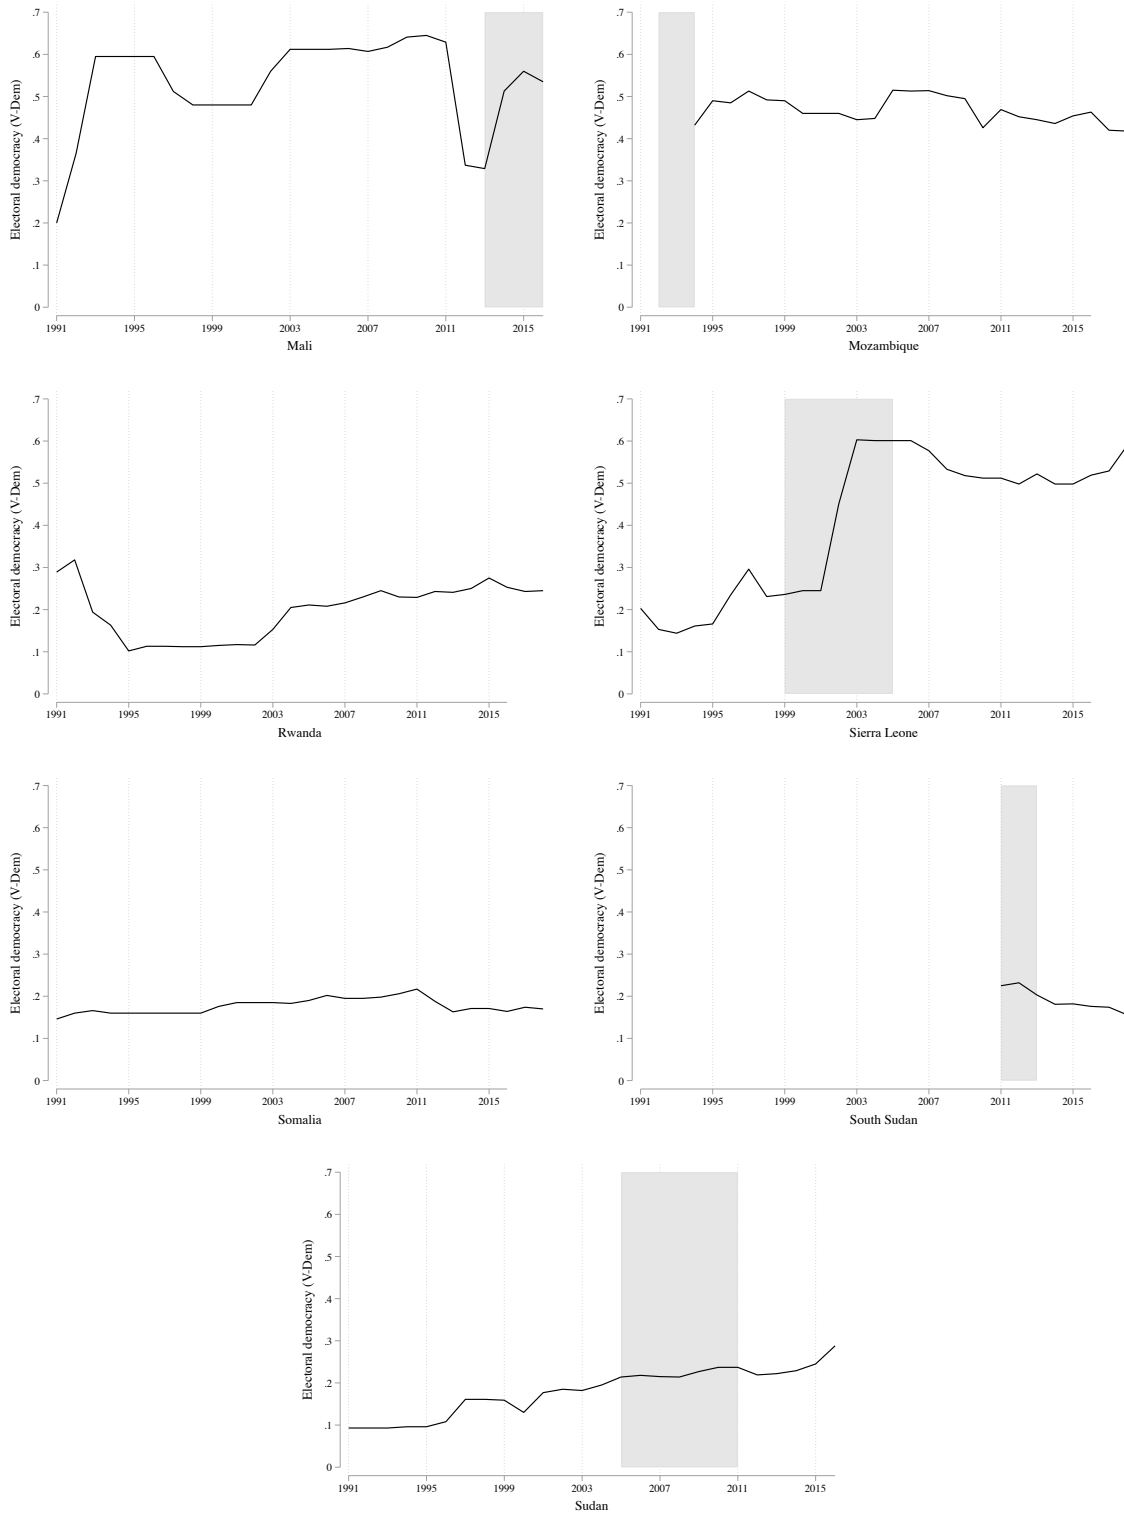 Electoral democracy (V-Dem)
.7
.6
.5
.4
.3
.2
.1
0
1991 1995 1999 2003 2007 2011 2015
Mali
Electoral democracy (V-Dem)
.7
.6
.5
.4
.3
.2
.1
0
1991 1995 1999 2003 2007 2011 2015
Mozambique
Electoral democracy (V-Dem)
.7
.6
.5
.4
.3
.2
.1
0
1991 1995 1999 2003 2007 2011 2015
Rwanda
Electoral democracy (V-Dem)
.7
.6
.5
.4
.3
.2
.1
0
1991 1995 1999 2003 2007 2011 2015
Sierra Leone
Electoral democracy (V-Dem)
.7
.6
.5
.4
.3
.2
.1
0
1991 1995 1999 2003 2007 2011 2015
Somalia
Electoral democracy (V-Dem)
.7
.6
.5
.4
.3
.2
.1
0
1991 1995 1999 2003 2007 2011 2015
South Sudan
Electoral democracy (V-Dem)
.7
.6
.5
.4
.3
.2
.1
0
1991 1995 1999 2003 2007 2011 2015
Sudan